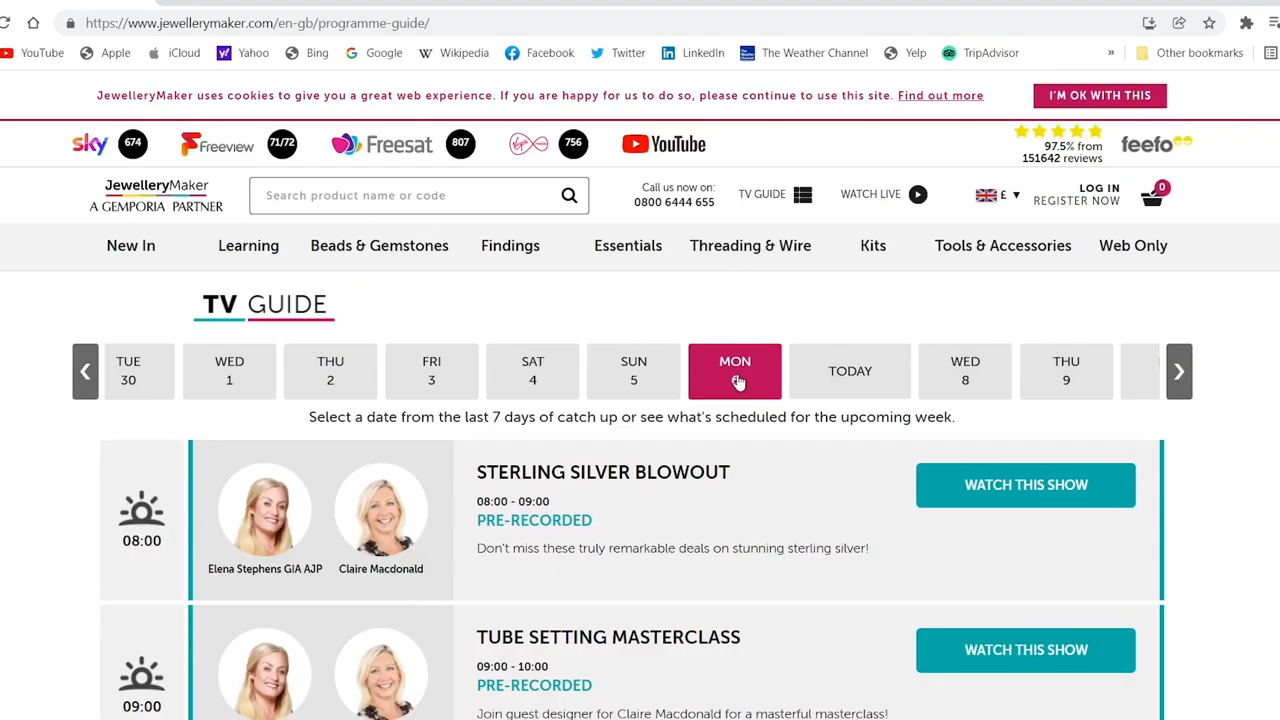 https://www.jewellerymaker.com/en-gb/programme-guide/
YouTube Apple iCloud Yahoo Bing Google Wikipedia Facebook Twitter LinkedIn The Weather Channel Yelp TripAdvisor » Other bookmarks
JewelleryMaker uses cookies to give you a great web experience. If you are happy for us to do so, please continue to use this site. Find out more
I'M OK WITH THIS
sky 674 Freeview 71/72 Freesat 807 756 YouTube
97.5% from
151642 reviews
feefo
JewelleryMaker
A GEMPORIA PARTNER
Search product name or code
Call us now on:
0800 6444 655
TV GUIDE
WATCH LIVE
£ ▼
LOG IN
REGISTER NOW
0
New In Learning Beads & Gemstones Findings Essentials Threading & Wire Kits Tools & Accessories Web Only
TV GUIDE
TUE WED THU FRI SAT SUN MON TODAY WED THU
30 1 2 3 4 5 8 9
Select a date from the last 7 days of catch up or see what's scheduled for the upcoming week.
08:00
Elena Stephens GIA AJP
Claire Macdonald
STERLING SILVER BLOWOUT
08:00 - 09:00
PRE-RECORDED
Don't miss these truly remarkable deals on stunning sterling silver!
WATCH THIS SHOW
09:00
TUBE SETTING MASTERCLASS
09:00 - 10:00
PRE-RECORDED
Join guest designer for Claire Macdonald for a masterful masterclass!
WATCH THIS SHOW